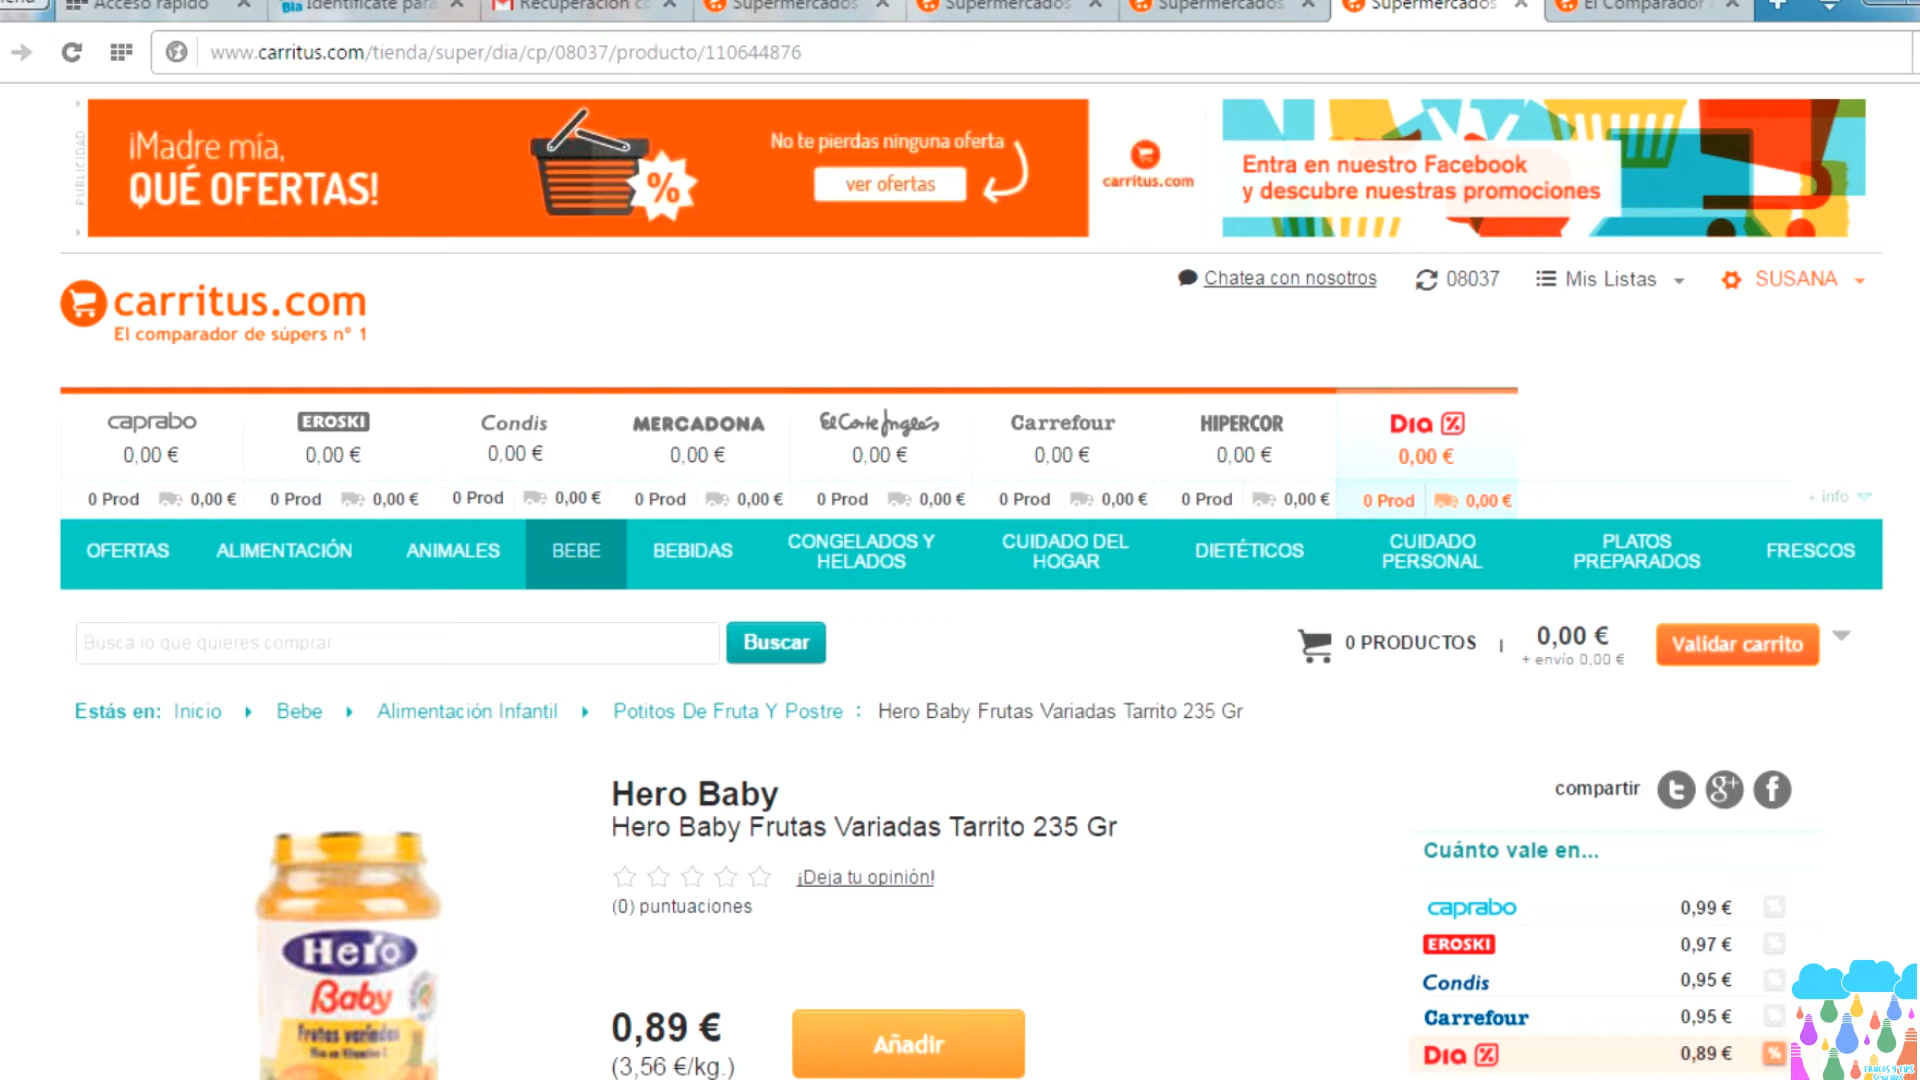 Acceso rápido
Identifícate para
Recuperación
Supermercados
Supermercados
Supermercados
Supermercados
El Comparador
www.carritus.com/tienda/super/dia/cp/08037/producto/110644876
PUBLICIDAD
¡Madre mía,
QUÉ OFERTAS!
%
No te pierdas ninguna oferta
ver ofertas
carritus.com
Entra en nuestro Facebook
y descubre nuestras promociones
Chatea con nosotros
08037
Mis Listas
SUSANA
carritus.com
El comparador de súpers nº 1
caprabo EROSKI Condis MERCADONA El Corte Inglés Carrefour HIPERCOR Dia %
0,00 € 0,00 € 0,00 € 0,00 € 0,00 € 0,00 € 0,00 € 0,00 €
0 Prod 0,00 € 0 Prod 0,00 € 0 Prod 0,00 € 0 Prod 0,00 € 0 Prod 0,00 € 0 Prod 0,00 € 0 Prod 0,00 € 0 Prod 0,00 € + info
OFERTAS ALIMENTACIÓN ANIMALES BEBE BEBIDAS CONGELADOS Y HELADOS CUIDADO DEL HOGAR DIETÉTICOS CUIDADO PERSONAL PLATOS PREPARADOS FRESCOS
Busca lo que quieres comprar
Buscar
0 PRODUCTOS
0,00 €
+ envío 0,00 €
Validar carrito
Estás en: Inicio Bebe Alimentación Infantil Potitos De Fruta Y Postre : Hero Baby Frutas Variadas Tarrito 235 Gr
Hero Baby
Hero Baby Frutas Variadas Tarrito 235 Gr
¡Deja tu opinión!
(0) puntuaciones
0,89 €
(3,56 €/kg.)
Añadir
Hero
Baby
Frutas variadas
compartir
Cuánto vale en...
caprabo 0,99 €
EROSKI 0,97 €
Condis 0,95 €
Carrefour 0,95 €
Dia % 0,89 € %
TRUCOS Y TIPS
SENCILLOS